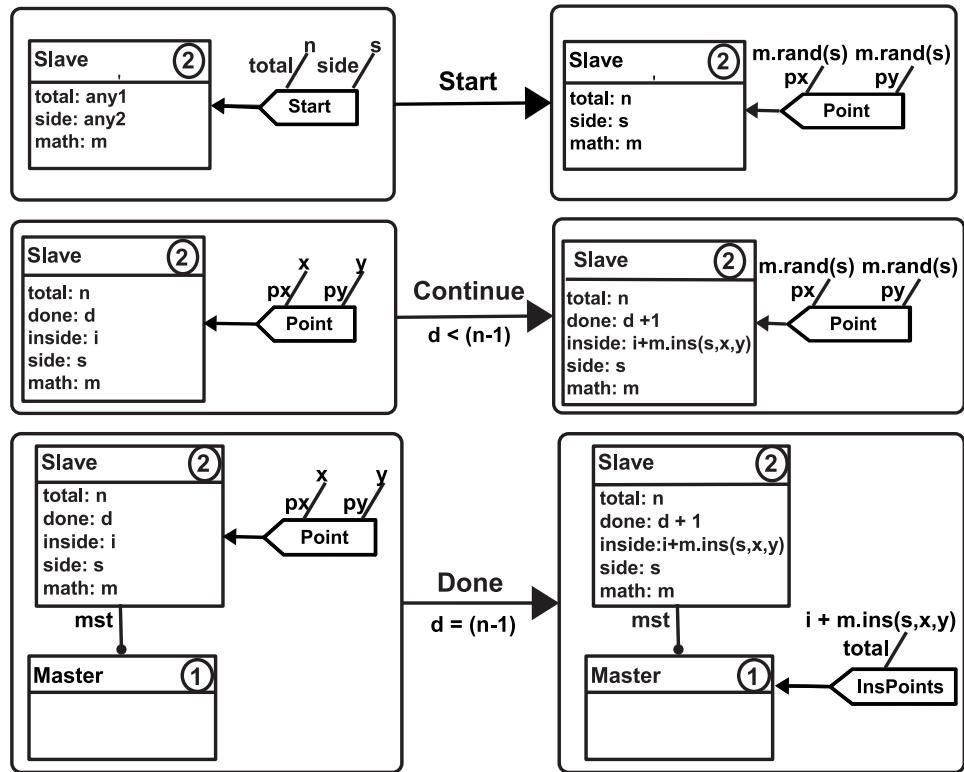 Slave 2
total: any1
side: any2
math: m
n s
total side
Start
Start
Slave 2
total: n
side: s
math: m
m.rand(s) m.rand(s)
px py
Point
Slave 2
total: n
done: d
inside: i
side: s
math: m
x y
px py
Point
Continue
d < (n-1)
Slave 2
total: n
done: d +1
inside: i+m.ins(s,x,y)
side: s
math: m
m.rand(s) m.rand(s)
px py
Point
Slave 2
total: n
done: d
inside: i
side: s
math: m
x y
px py
Point
mst
Master 1
Done
d = (n-1)
Slave 2
total: n
done: d + 1
inside:i+m.ins(s,x,y)
side: s
math: m
mst
Master 1
i + m.ins(s,x,y)
total
InsPoints